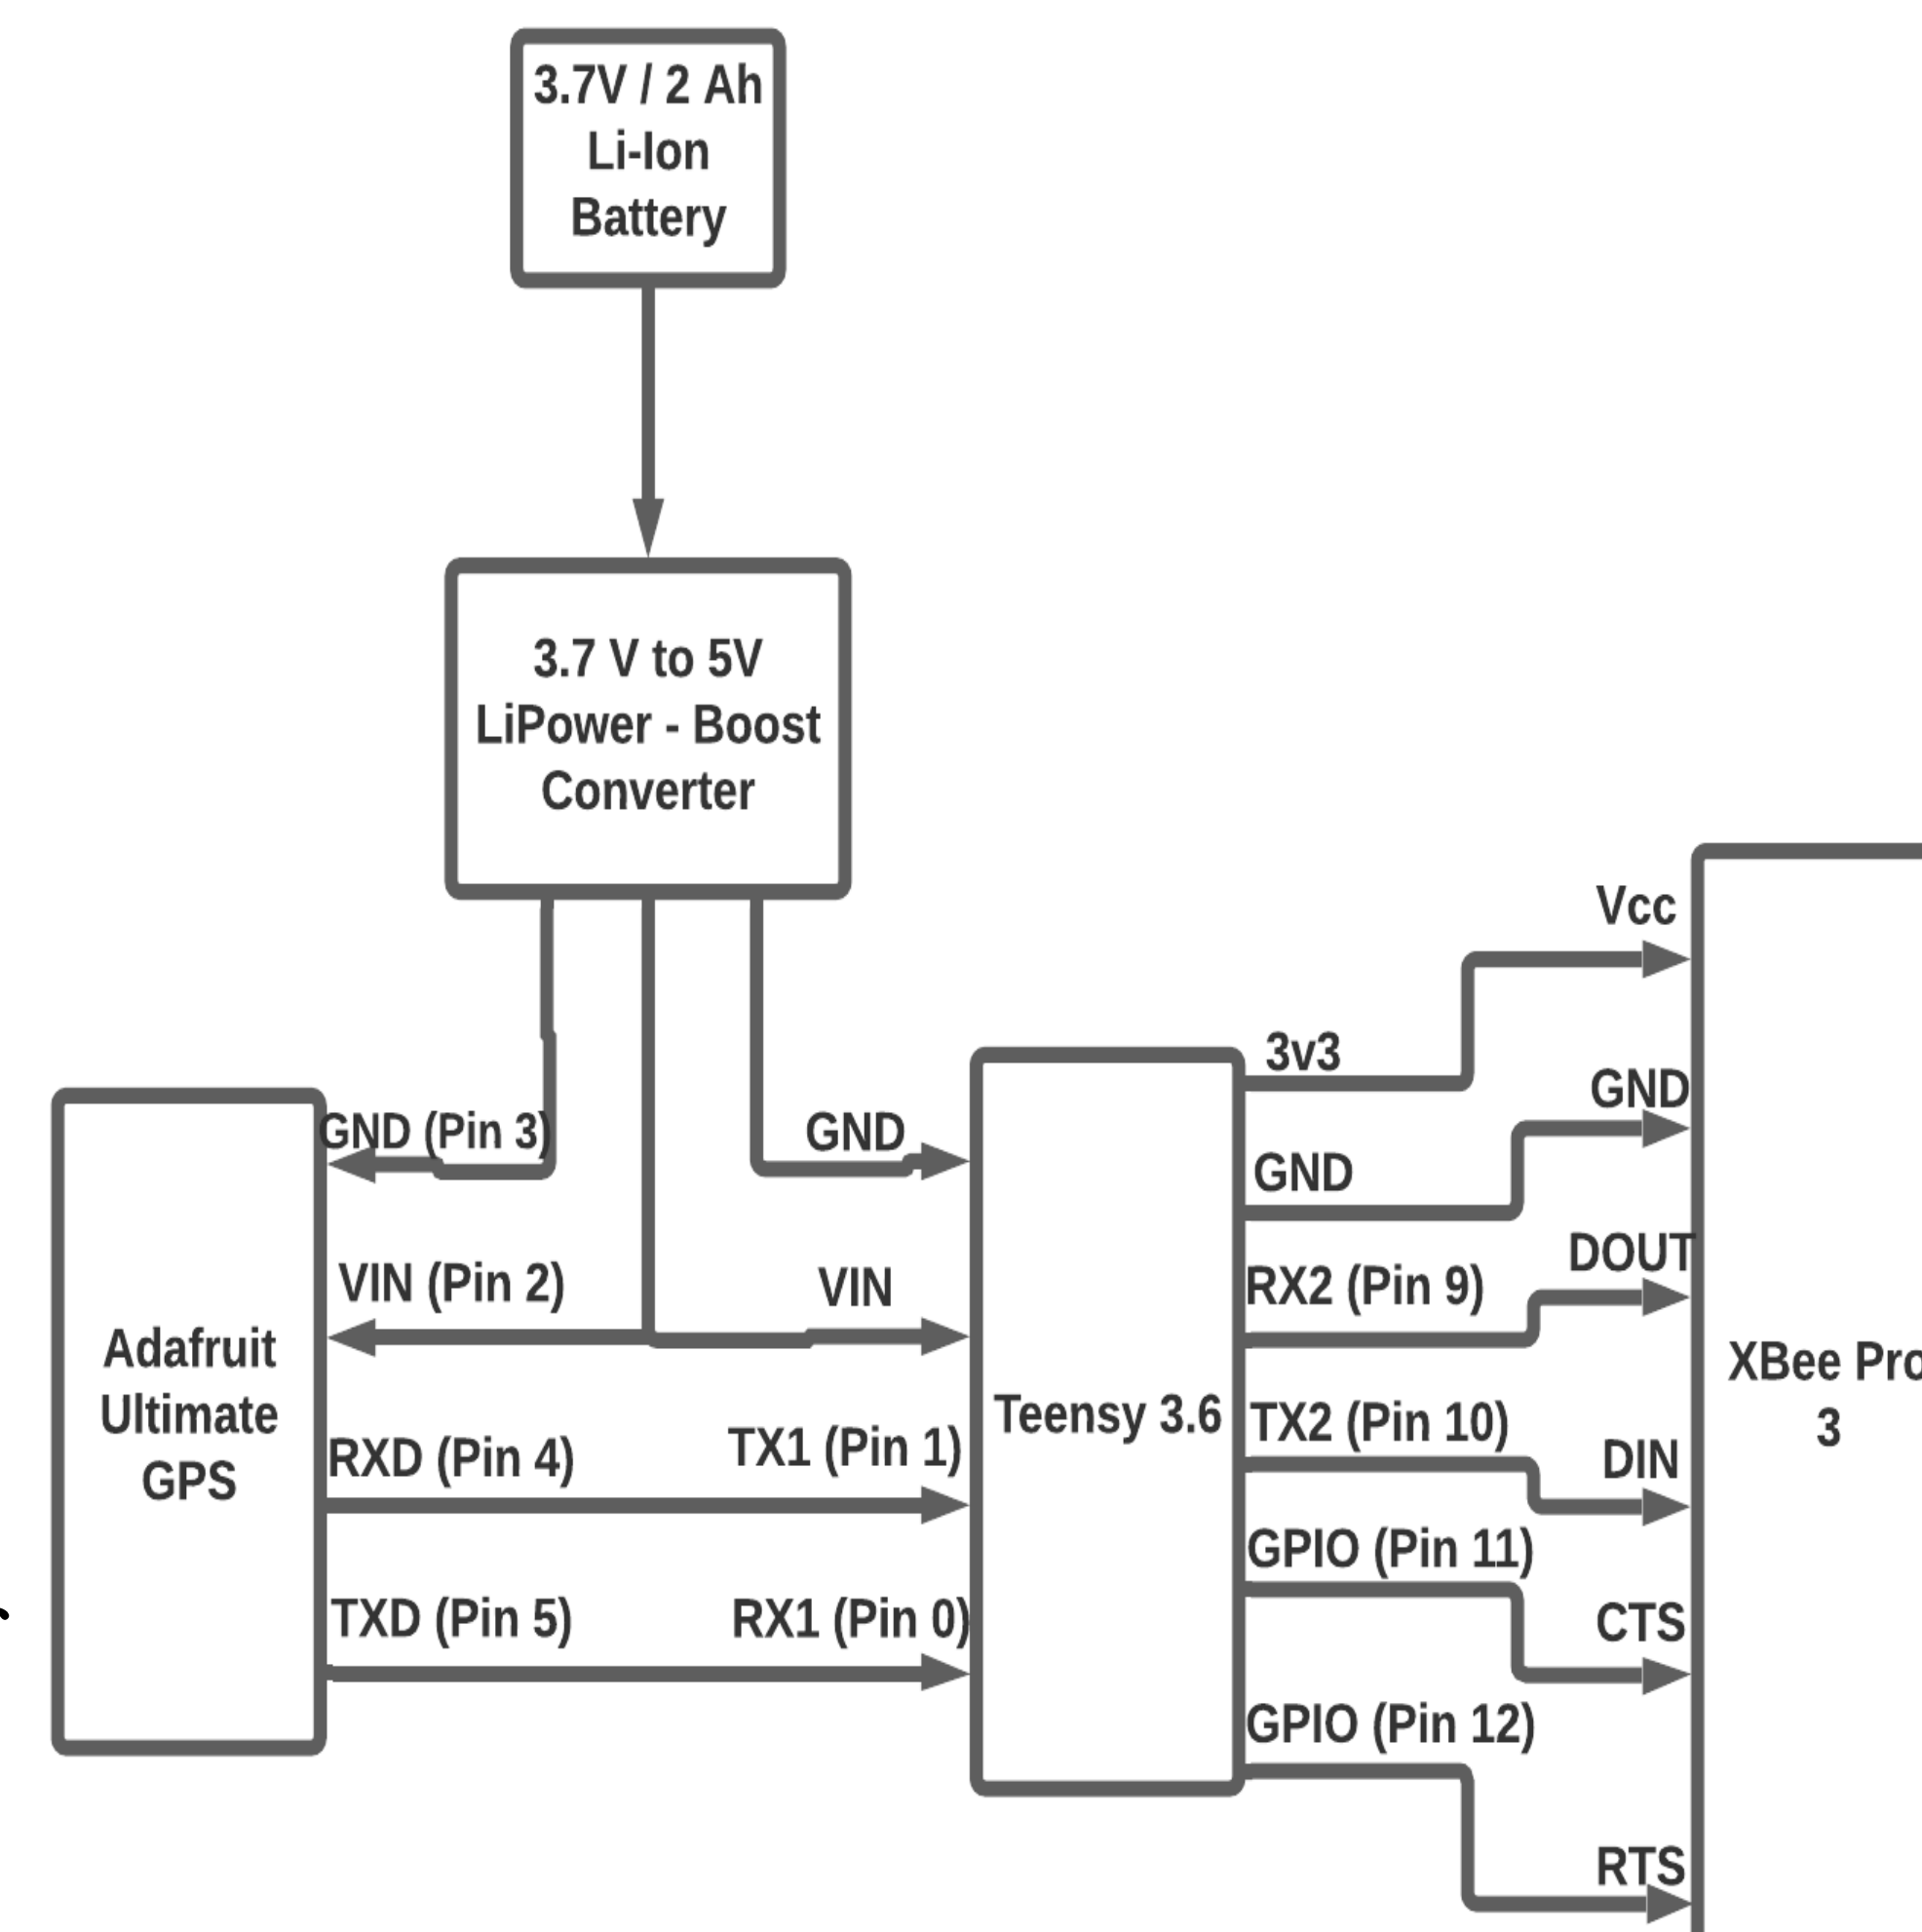 3.7V / 2 Ah
Li-Ion
Battery
3.7 V to 5V
LiPower - Boost
Converter
Vcc
3v3
GND
GND (Pin 3)
GND
GND
DOUT
VIN (Pin 2)
VIN
RX2 (Pin 9)
Adafruit
Ultimate
GPS
Teensy 3.6
XBee Pro
3
TX2 (Pin 10)
DIN
RXD (Pin 4)
TX1 (Pin 1)
GPIO (Pin 11)
CTS
TXD (Pin 5)
RX1 (Pin 0)
GPIO (Pin 12)
RTS